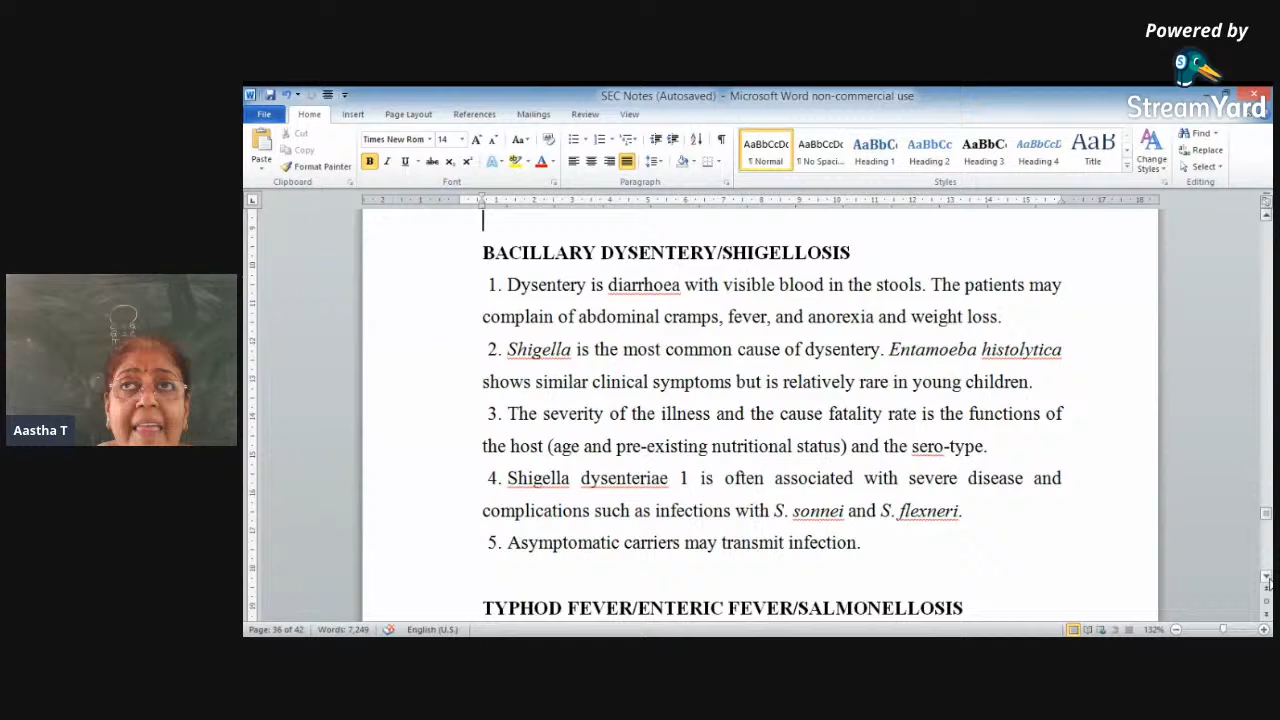 Powered by
StreamYard
SEC Notes (Autosaved) - Microsoft Word non-commercial use
File Home Insert Page Layout References Mailings Review View
Cut
Copy
Format Painter
Paste
Clipboard
Times New Rom 14
Font
Paragraph
AaBbCcDc AaBbCcDc AaBbC AaBbCc AaBbC AaBbCcL AaB
¶ Normal ¶ No Spaci... Heading 1 Heading 2 Heading 3 Heading 4 Title
Change
Styles
Styles
Find
Replace
Select
Editing
BACILLARY DYSENTERY/SHIGELLOSIS
1. Dysentery is diarrhoea with visible blood in the stools. The patients may
complain of abdominal cramps, fever, and anorexia and weight loss.
2. Shigella is the most common cause of dysentery. Entamoeba histolytica
shows similar clinical symptoms but is relatively rare in young children.
3. The severity of the illness and the cause fatality rate is the functions of
the host (age and pre-existing nutritional status) and the sero-type.
4. Shigella dysenteriae 1 is often associated with severe disease and
complications such as infections with S. sonnei and S. flexneri.
5. Asymptomatic carriers may transmit infection.
TYPHOD FEVER/ENTERIC FEVER/SALMONELLOSIS
Aastha T
Page: 36 of 42 Words: 7,249 English (U.S.) 132%